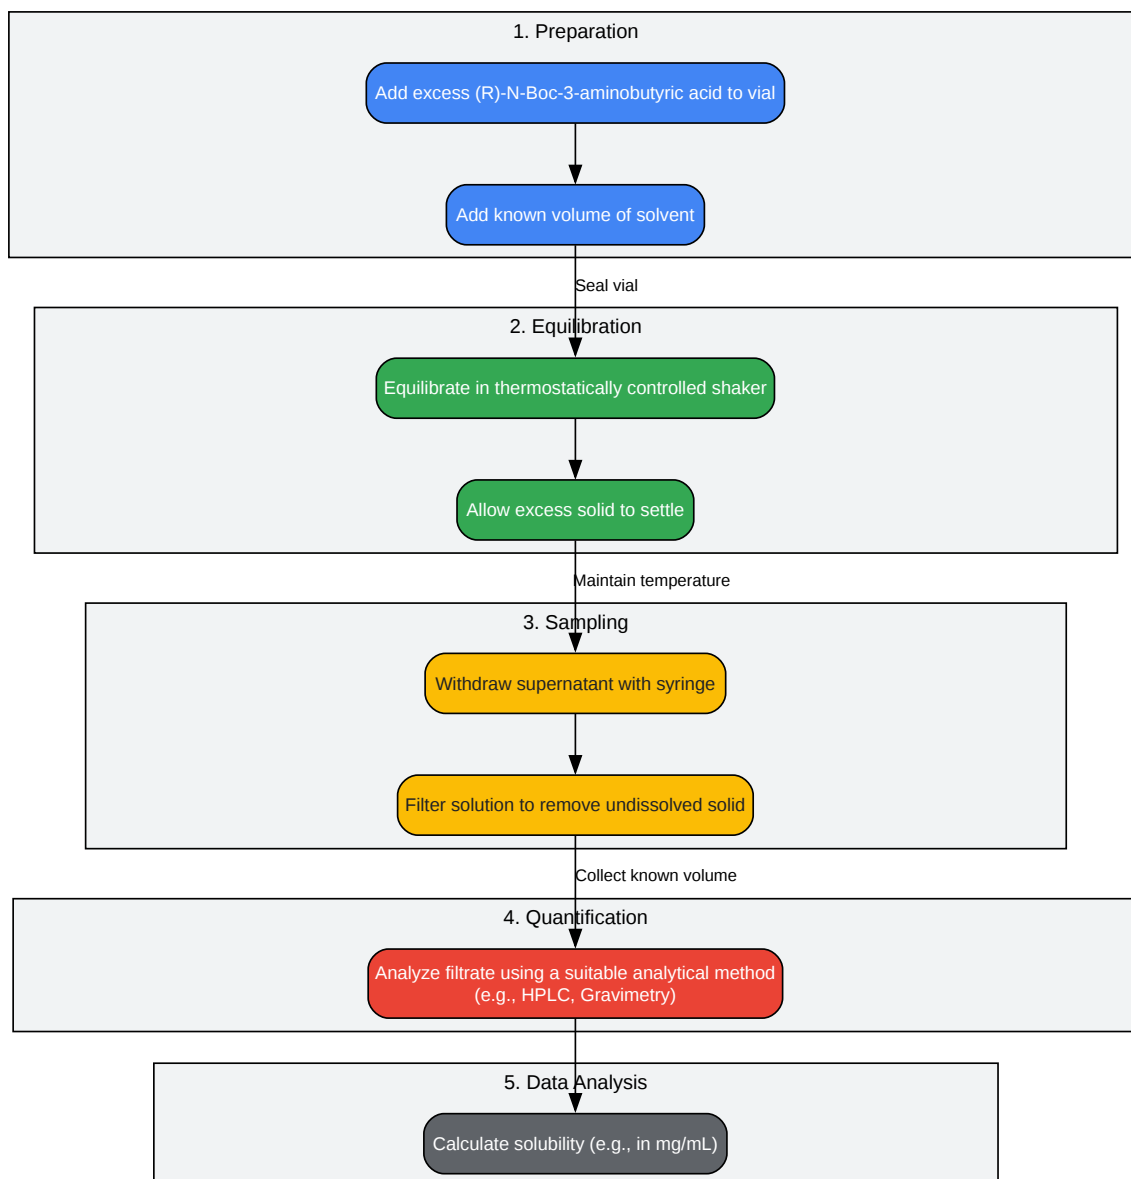 1. Preparation
Add excess (R)-N-Boc-3-aminobutyric acid to vial
Add known volume of solvent
Seal vial
2. Equilibration
Equilibrate in thermostatically controlled shaker
Allow excess solid to settle
Maintain temperature
3. Sampling
Withdraw supernatant with syringe
Filter solution to remove undissolved solid
Collect known volume
4. Quantification
Analyze filtrate using a suitable analytical method
(e.g., HPLC, Gravimetry)
5. Data Analysis
Calculate solubility (e.g., in mg/mL)